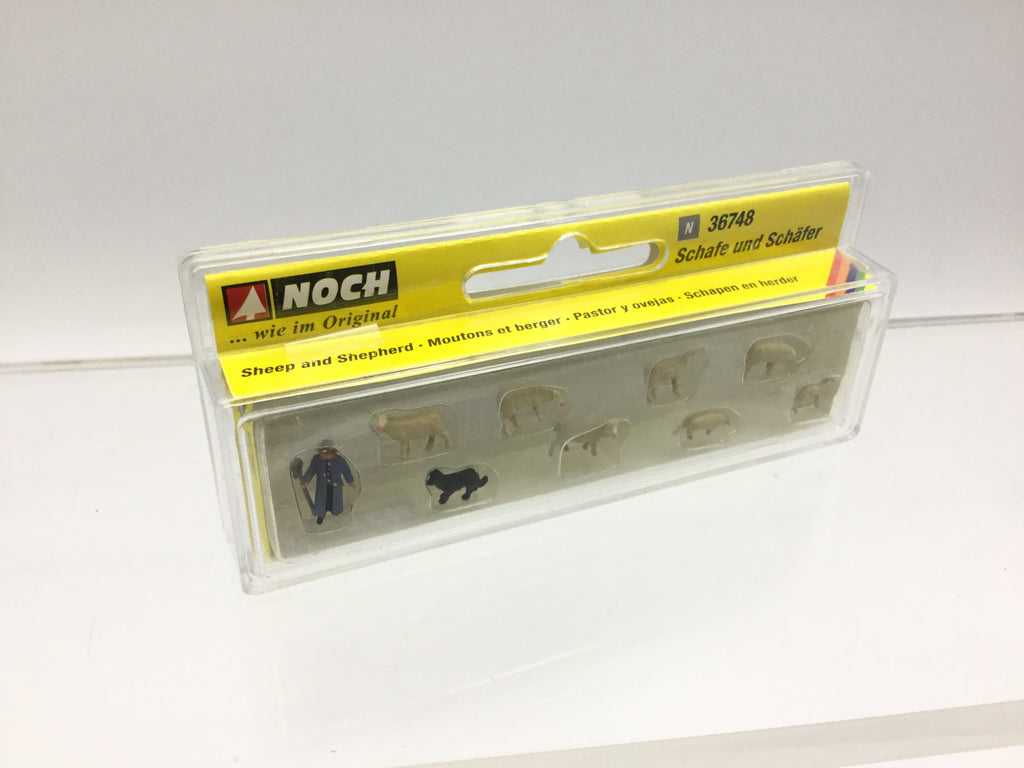 NOCH
... wie im Original
N 36748
Schafe und Schäfer
Sheep and Shepherd · Moutons et berger · Pastor y ovejas · Schapen en herder